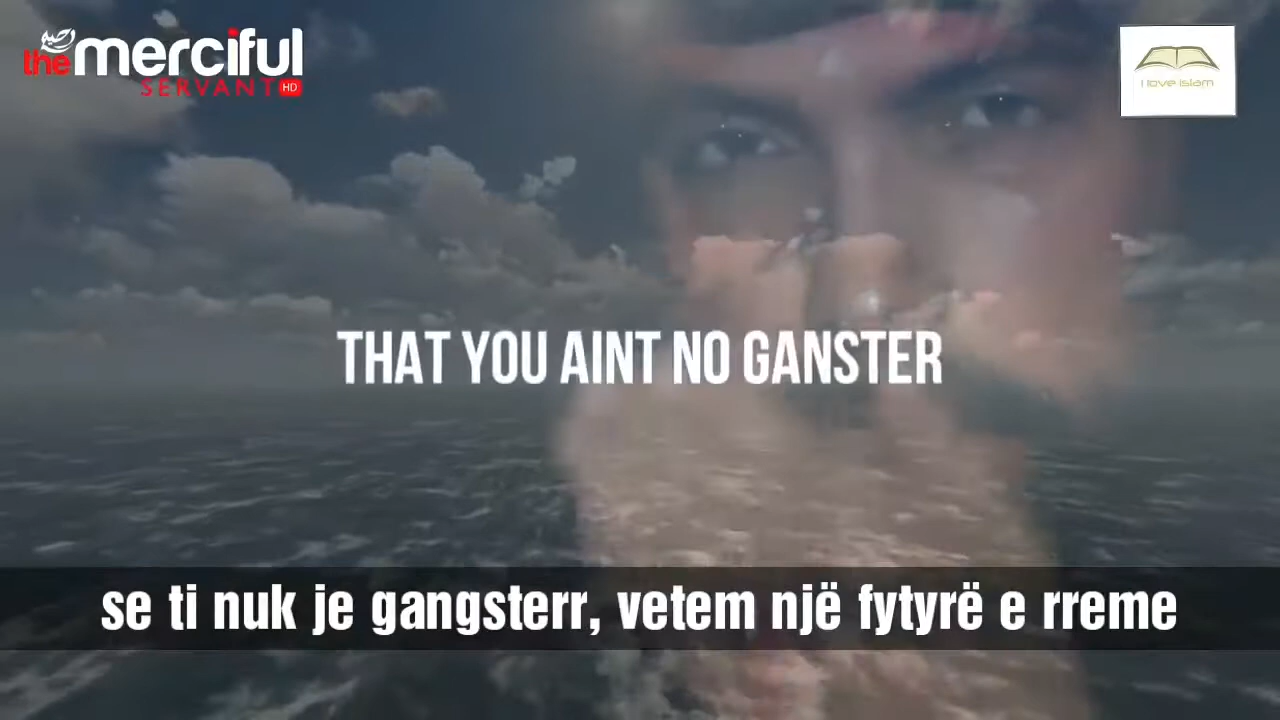 the merciful
SERVANT HD
I love islam
THAT YOU AINT NO GANSTER
se ti nuk je gangsterr, vetem një fytyrë e rreme